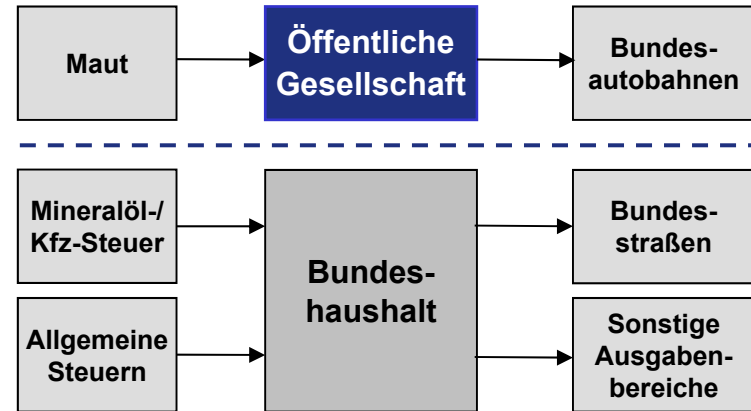 Maut
Öffentliche
Gesellschaft
Bundes-
autobahnen
Mineralöl-/
Kfz-Steuer
Bundes-
haushalt
Bundes-
straßen
Allgemeine
Steuern
Sonstige
Ausgaben-
bereiche